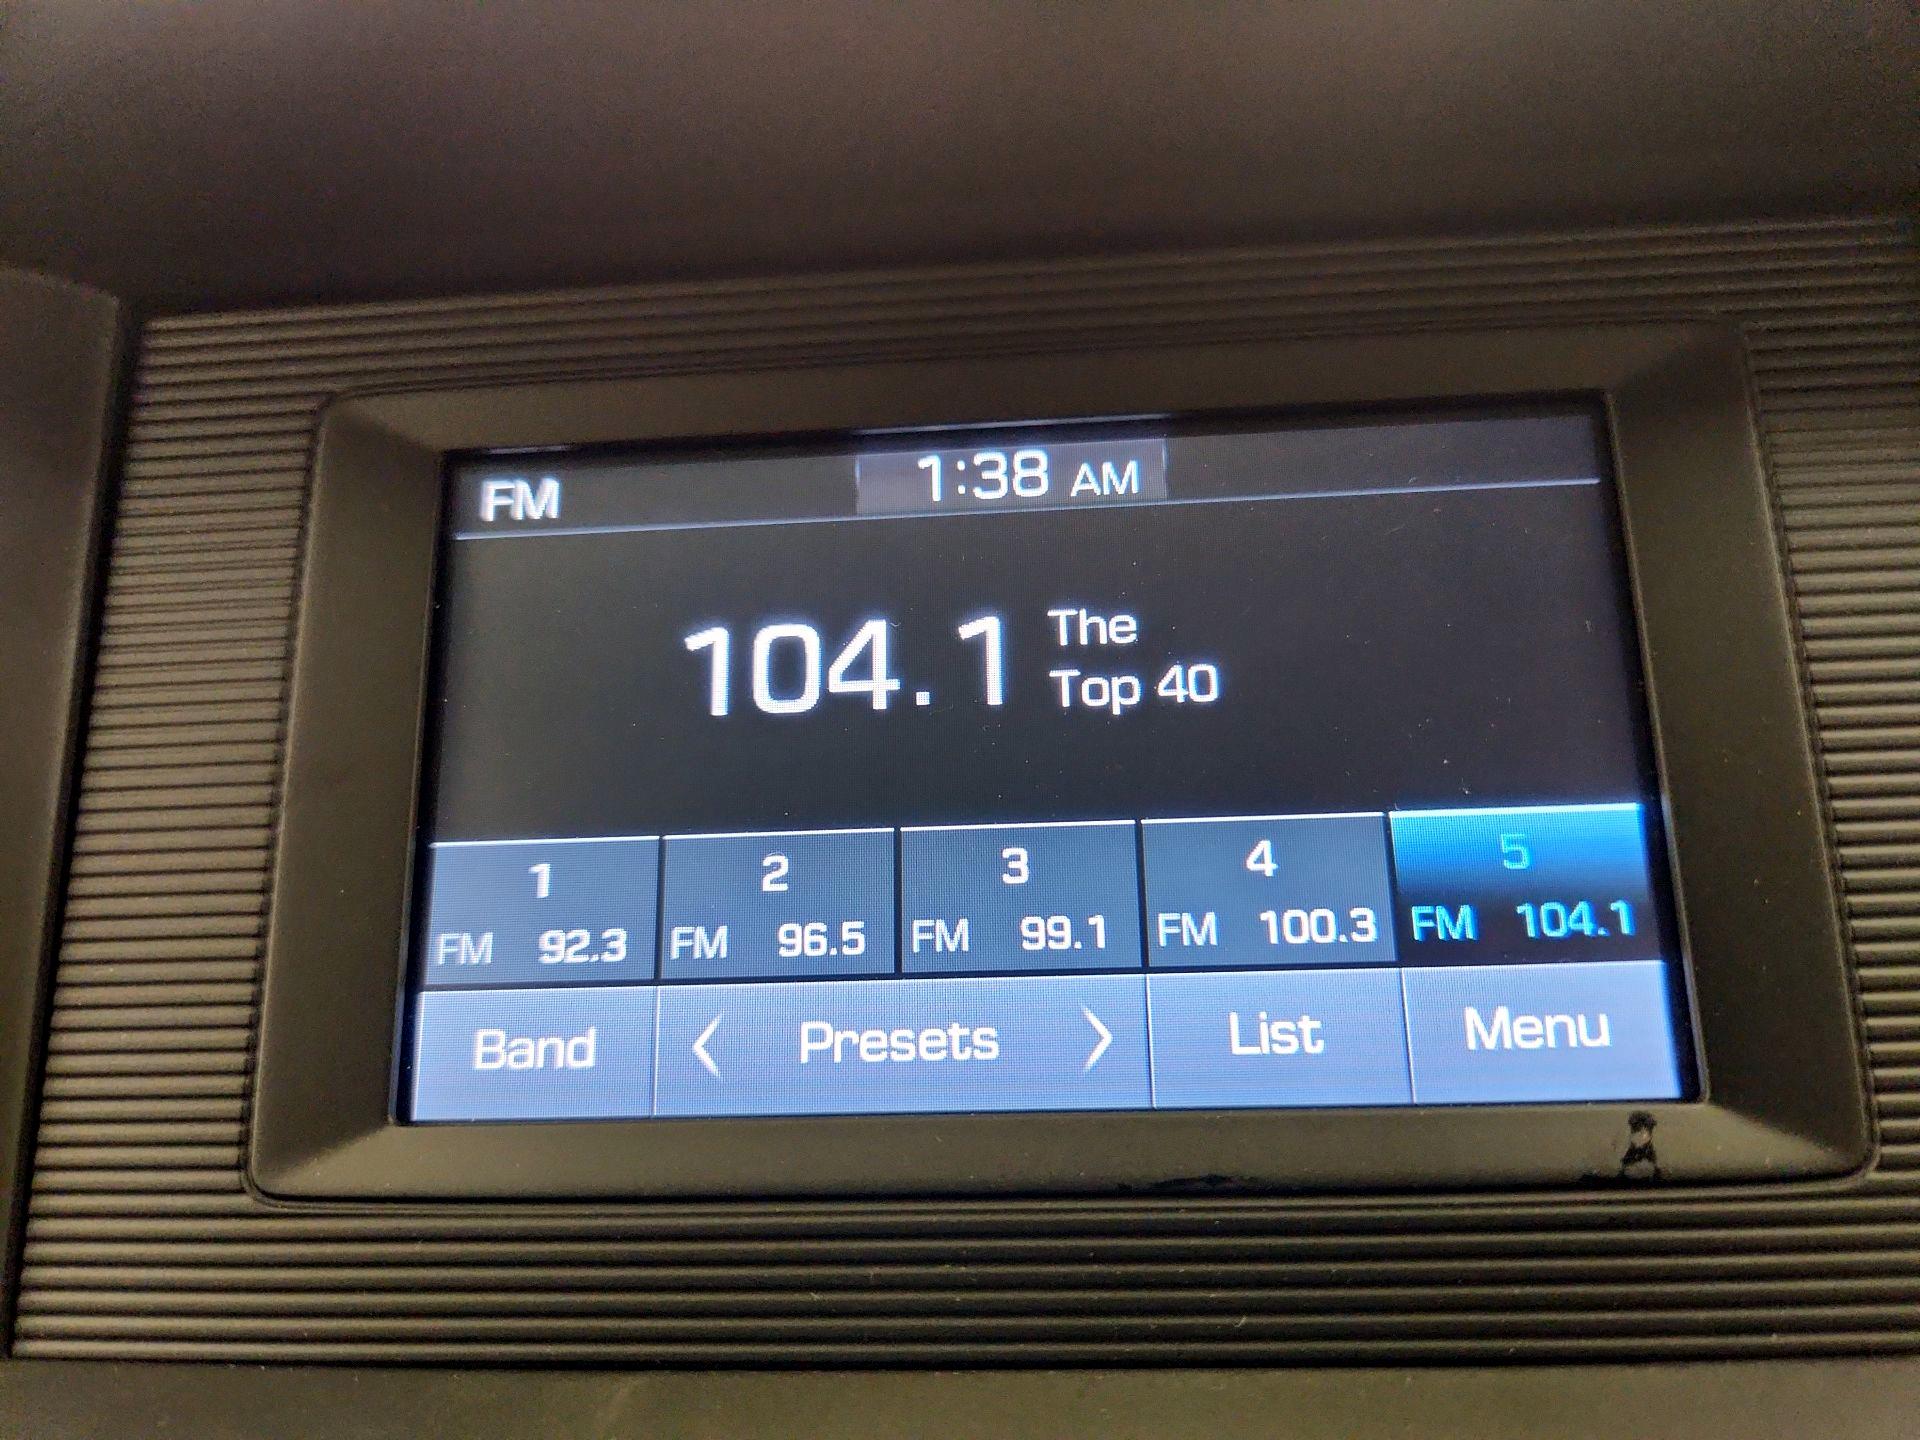 FM 1:38 AM
104.1 The
Top 40
1 2 3 4 5
FM 92.3 FM 96.5 FM 99.1 FM 100.3 FM 104.1
Band < Presets > List Menu